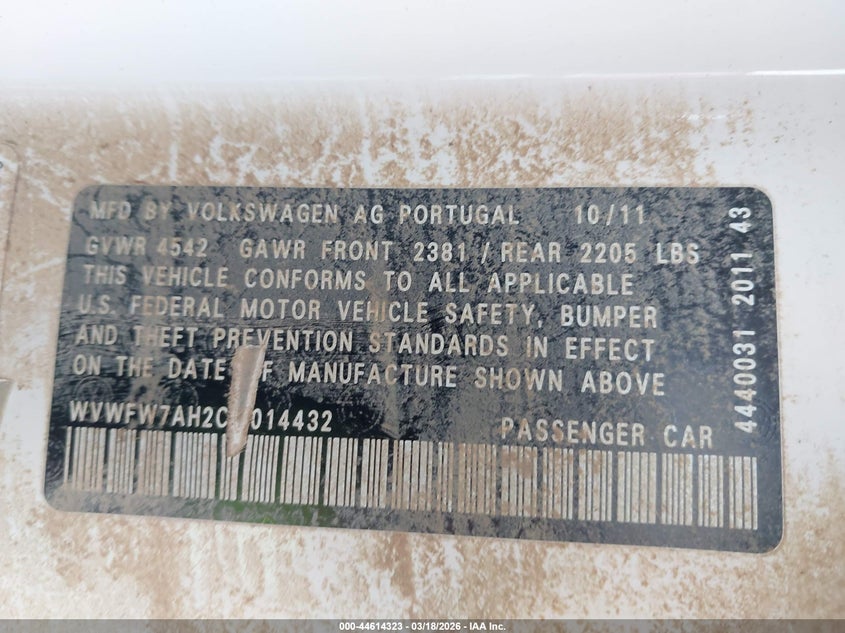 MFD BY VOLKSWAGEN AG PORTUGAL 10/11
GVWR 4542 GAWR FRONT 2381 / REAR 2205 LBS
THIS VEHICLE CONFORMS TO ALL APPLICABLE
U.S. FEDERAL MOTOR VEHICLE SAFETY, BUMPER
AND THEFT PREVENTION STANDARDS IN EFFECT
ON THE DATE OF MANUFACTURE SHOWN ABOVE
PASSENGER CAR
4440031 2011 43
000-44614323 - 03/18/2026 - IAA Inc.